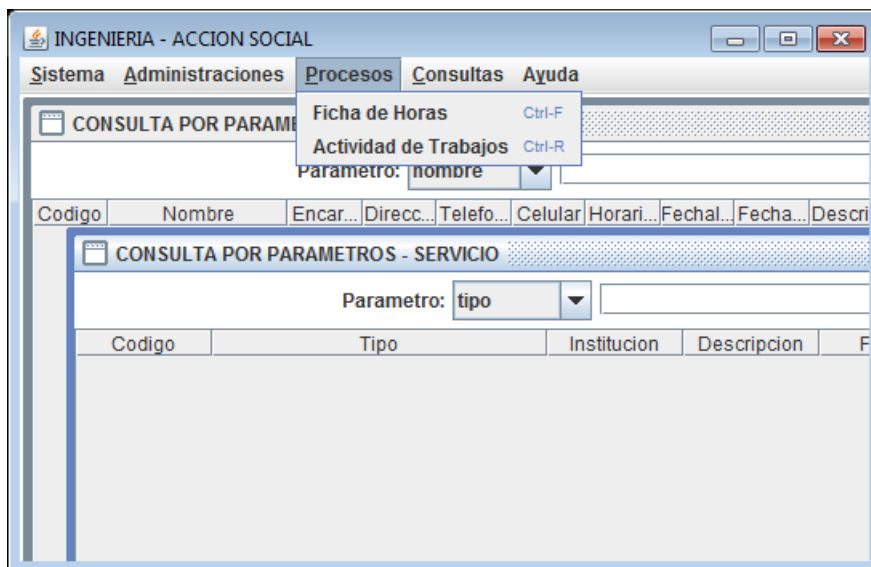 INGENIERIA - ACCION SOCIAL
Sistema Administraciones Procesos Consultas Ayuda
Ficha de Horas Ctrl-F
Actividad de Trabajos Ctrl-R
CONSULTA POR PARAME
Parametro: nombre
Codigo Nombre Encar... Direcc... Telefo... Celular Horari... FechaI... Fecha... Descri
CONSULTA POR PARAMETROS - SERVICIO
Parametro: tipo
Codigo Tipo Institucion Descripcion F